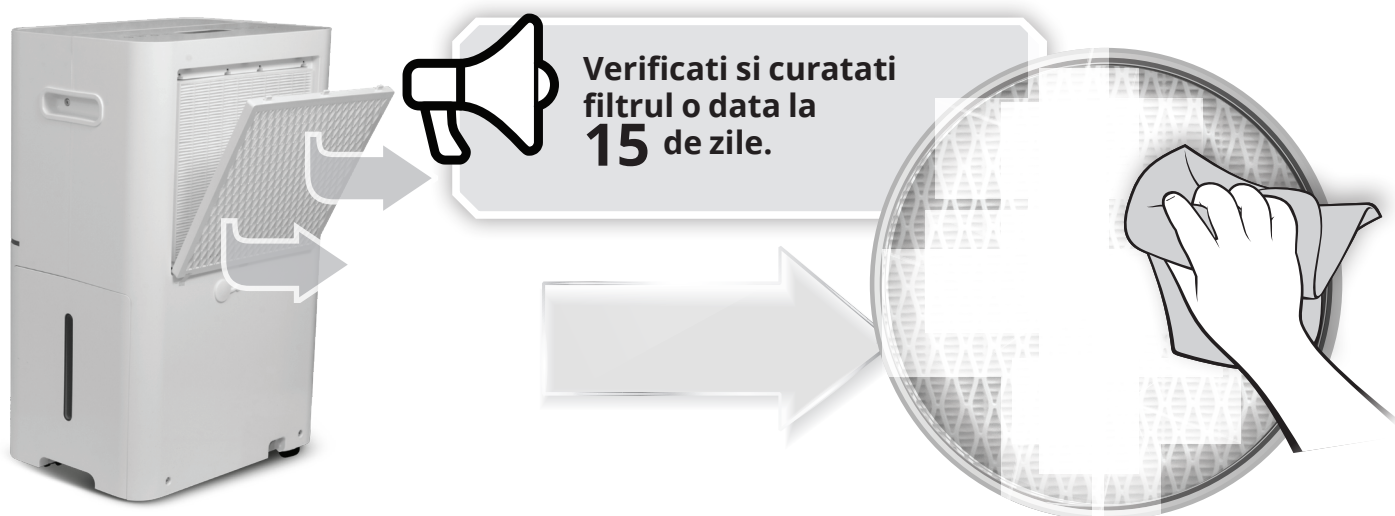 Verificati si curatati
filtrul o data la
15 de zile.